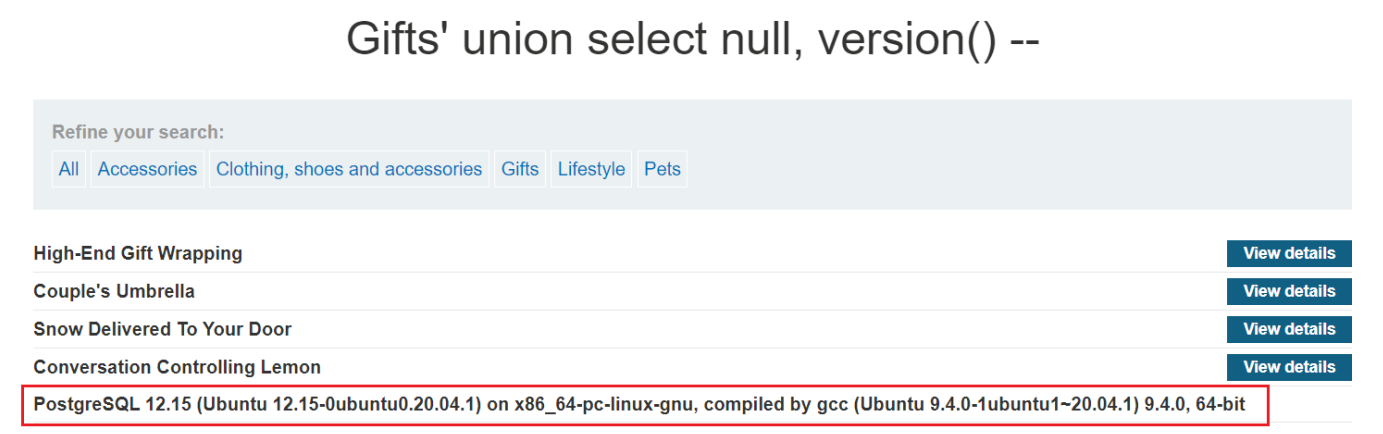 Gifts' union select null, version() --
Refine your search:
All Accessories Clothing, shoes and accessories Gifts Lifestyle Pets
High-End Gift Wrapping View details
Couple's Umbrella View details
Snow Delivered To Your Door View details
Conversation Controlling Lemon View details
PostgreSQL 12.15 (Ubuntu 12.15-0ubuntu0.20.04.1) on x86_64-pc-linux-gnu, compiled by gcc (Ubuntu 9.4.0-1ubuntu1~20.04.1) 9.4.0, 64-bit